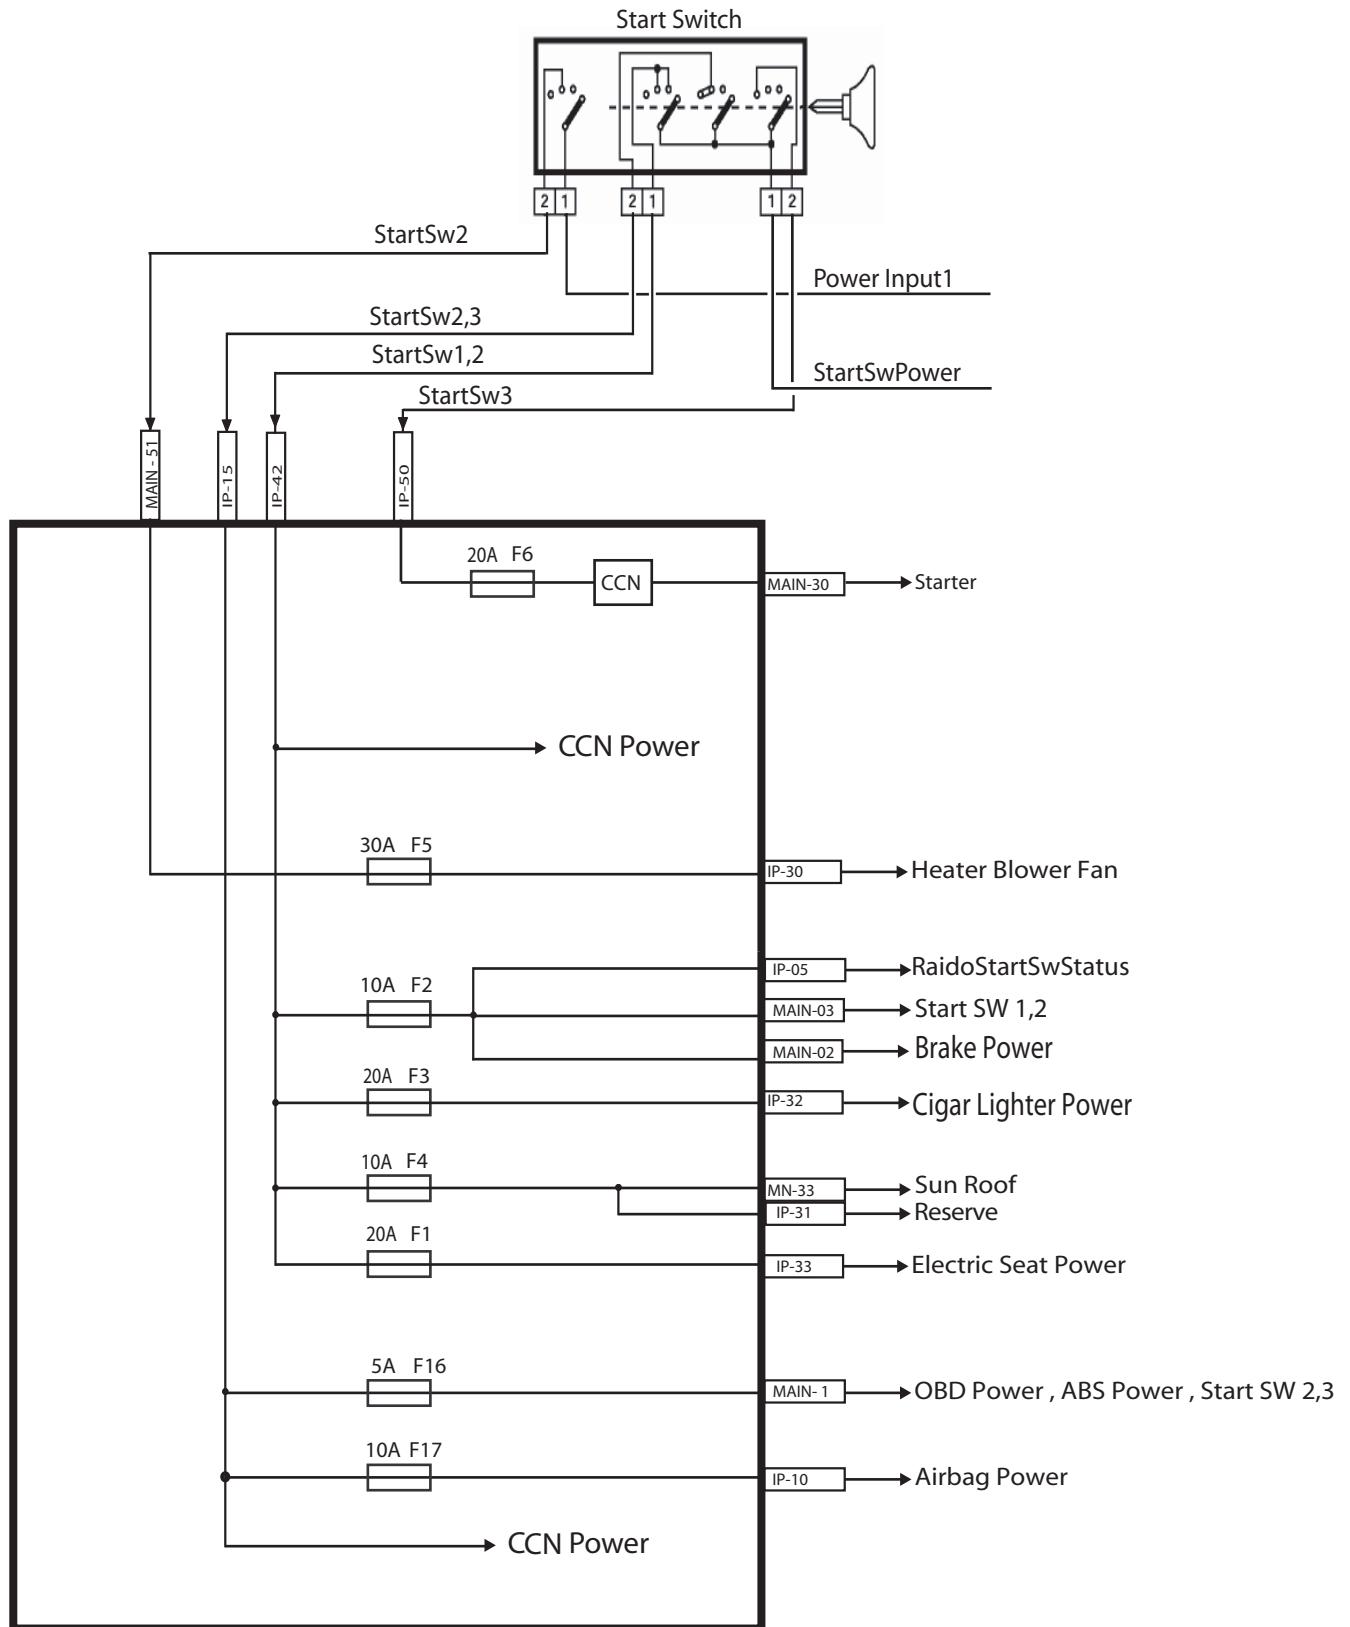 Start Switch
2 1
2 1
1 2
StartSw2
Power Input1
StartSw2,3
StartSw1,2
StartSwPower
StartSw3
MAIN - 51
IP-15
IP-42
IP-50
20A F6
CCN
MAIN-30
Starter
CCN Power
30A F5
IP-30
Heater Blower Fan
IP-05
RaidoStartSwStatus
10A F2
MAIN-03
Start SW 1,2
MAIN-02
Brake Power
20A F3
IP-32
Cigar Lighter Power
10A F4
MN-33
Sun Roof
IP-31
Reserve
20A F1
IP-33
Electric Seat Power
5A F16
MAIN- 1
OBD Power , ABS Power , Start SW 2,3
10A F17
IP-10
Airbag Power
CCN Power